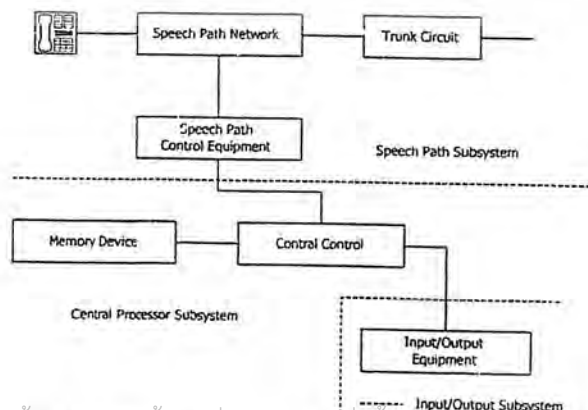 Speech Path Network
Trunk Circuit
Speech Path
Control Equipment
Speech Path Subsystem
Memory Device
Contral Control
Central Processor Subsystem
Input/Output
Equipment
Input/Output Subsystem